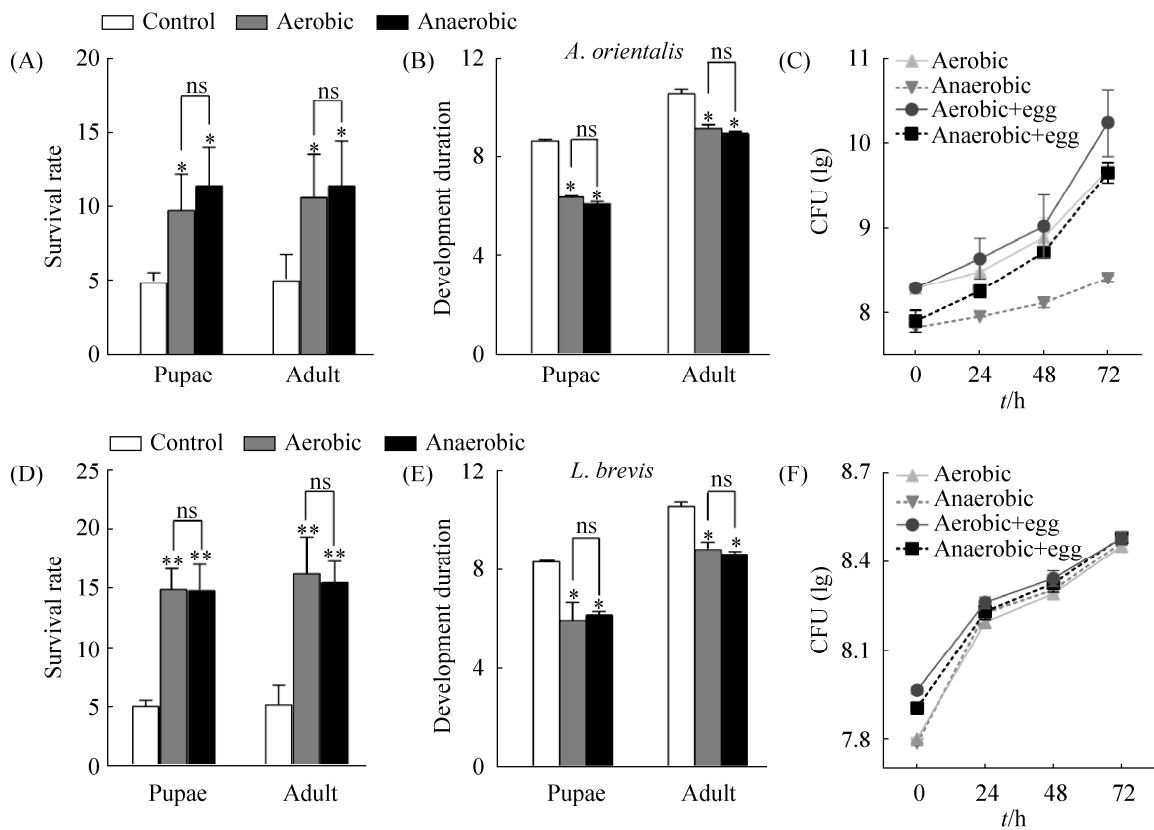 Control Aerobic Anaerobic
(A)
Survival rate
20
15
10
5
0
ns
*
*
ns
*
*
Pupac
Adult
(B)
A. orientalis
Development duration
12
8
4
0
ns
*
*
ns
*
*
Pupac
Adult
(C)
CFU (lg)
11
10
9
8
Aerobic
Anaerobic
Aerobic+egg
Anaerobic+egg
0 24 48 72
t/h
Control Aerobic Anaerobic
(D)
Survival rate
25
20
15
10
5
0
ns
**
**
ns
**
**
Pupae
Adult
(E)
L. brevis
Development duration
12
8
4
0
ns
*
*
ns
*
*
Pupae
Adult
(F)
CFU (lg)
8.7
8.4
8.1
7.8
Aerobic
Anaerobic
Aerobic+egg
Anaerobic+egg
0 24 48 72
t/h